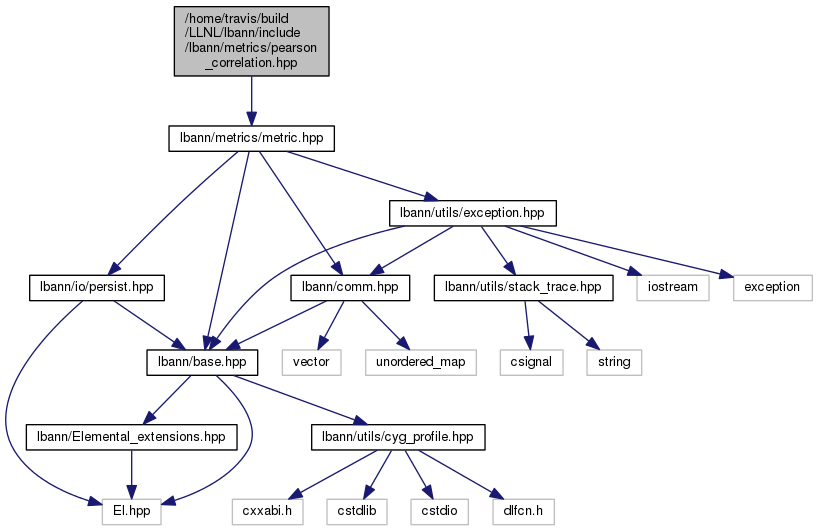 /home/travis/build
/LLNL/lbann/include
/lbann/metrics/pearson
_correlation.hpp
lbann/metrics/metric.hpp
lbann/utils/exception.hpp
lbann/io/persist.hpp
lbann/comm.hpp
lbann/utils/stack_trace.hpp
iostream
exception
lbann/base.hpp
vector
unordered_map
csignal
string
lbann/Elemental_extensions.hpp
lbann/utils/cyg_profile.hpp
El.hpp
cxxabi.h
cstdlib
cstdio
dlfcn.h